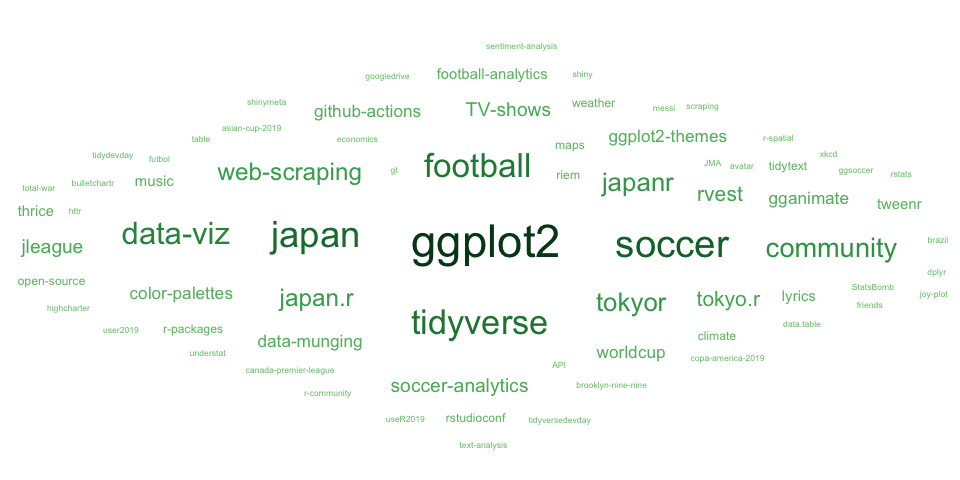 sentiment-analysis
googledrive football-analytics shiny
shinymeta github-actions TV-shows weather messi scraping
asian-cup-2019
table economics maps ggplot2-themes r-spatial
tidydevday futbol web-scraping gt football riem japanr JMA avatar tidytext xkcd ggsoccer rstats
total-war bulletchartr music rvest gganimate tweenr
thrice httr
jleague data-viz japan ggplot2 soccer community brazil
open-source dplyr
highcharter color-palettes japan.r tokyor tokyo.r lyrics StatsBomb friends joy-plot
user2019 r-packages tidyverse data.table
understat data-munging worldcup climate copa-america-2019
canada-premier-league API
r-community soccer-analytics brooklyn-nine-nine
useR2019 rstudioconf tidyversedevday
text-analysis